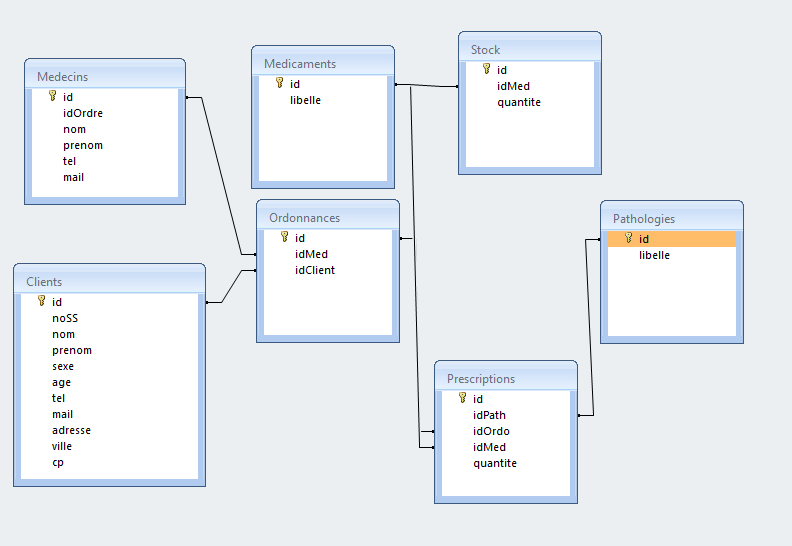 Medecins
id
idOrdre
nom
prenom
tel
mail
Medicaments
id
libelle
Stock
id
idMed
quantite
Ordonnances
id
idMed
idClient
Pathologies
id
libelle
Clients
id
noSS
nom
prenom
sexe
age
tel
mail
adresse
ville
cp
Prescriptions
id
idPath
idOrdo
idMed
quantite